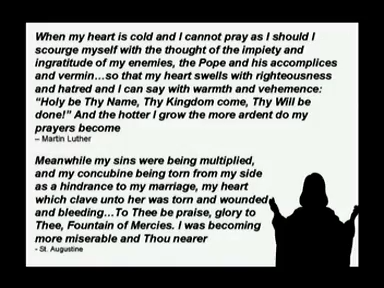 When my heart is cold and I cannot pray as I should I
scourge myself with the thought of the impiety and
ingratitude of my enemies, the Pope and his accomplices
and vermin…so that my heart swells with righteousness
and hatred and I can say with warmth and vehemence:
“Holy be Thy Name, Thy Kingdom come, Thy Will be
done!” And the hotter I grow the more ardent do my
prayers become
– Martin Luther
Meanwhile my sins were being multiplied,
and my concubine being torn from my side
as a hindrance to my marriage, my heart
which clave unto her was torn and wounded
and bleeding…To Thee be praise, glory to
Thee, Fountain of Mercies. I was becoming
more miserable and Thou nearer
- St. Augustine